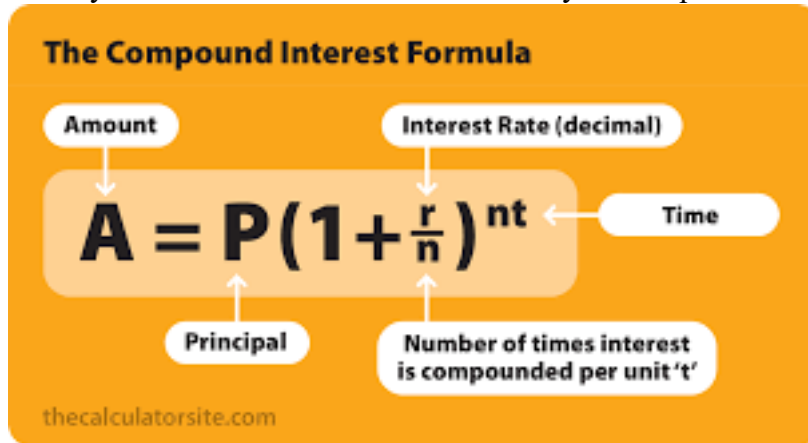 The Compound Interest Formula
Amount
Interest Rate (decimal)
A = P(1+r/n)^nt
Time
Principal
Number of times interest
is compounded per unit 't'
thecalculatorsite.com